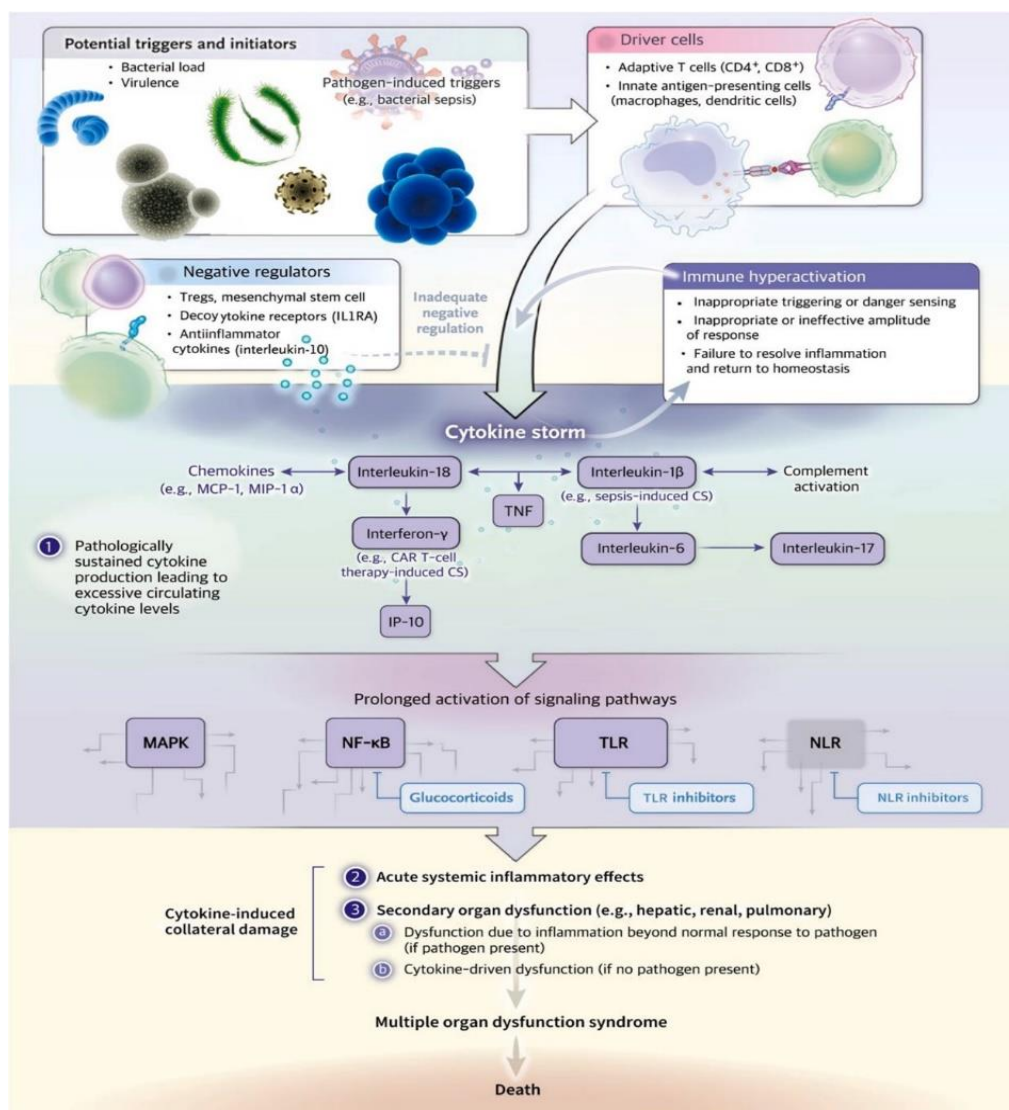 Potential triggers and initiators
• Bacterial load
• Virulence
Pathogen-induced triggers
(e.g., bacterial sepsis)
Driver cells
• Adaptive T cells (CD4+, CD8+)
• Innate antigen-presenting cells
(macrophages, dendritic cells)
Negative regulators
• Tregs, mesenchymal stem cell
• Decoy ytokine receptors (IL1RA)
• Antiinflammator
cytokines (interleukin-10)
Inadequate
negative
regulation
Immune hyperactivation
• Inappropriate triggering or danger sensing
• Inappropriate or ineffective amplitude
of response
• Failure to resolve inflammation
and return to homeostasis
Cytokine storm
Chemokines
(e.g., MCP-1, MIP-1 α)
Interleukin-18
TNF
Interleukin-1β
(e.g., sepsis-induced CS)
Complement
activation
Interferon-γ
(e.g., CAR T-cell
therapy-induced CS)
Interleukin-6
Interleukin-17
IP-10
1 Pathologically
sustained cytokine
production leading to
excessive circulating
cytokine levels
Prolonged activation of signaling pathways
MAPK
NF-κB
TLR
NLR
Glucocorticoids
TLR inhibitors
NLR inhibitors
Cytokine-induced
collateral damage
2 Acute systemic inflammatory effects
3 Secondary organ dysfunction (e.g., hepatic, renal, pulmonary)
a Dysfunction due to inflammation beyond normal response to pathogen
(if pathogen present)
b Cytokine-driven dysfunction (if no pathogen present)
Multiple organ dysfunction syndrome
Death